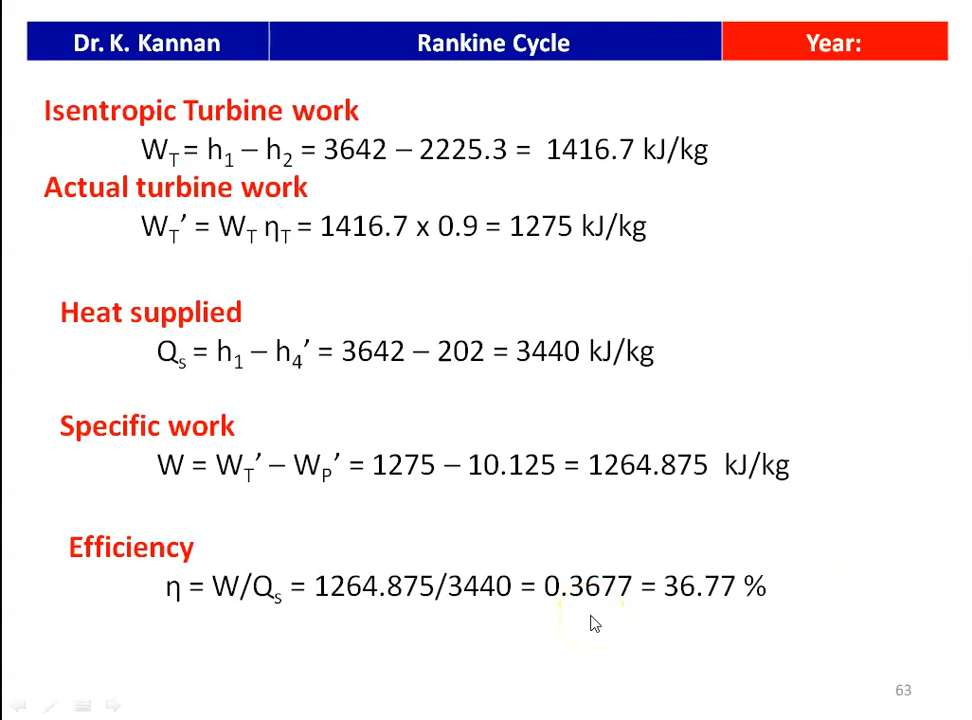 Dr. K. Kannan Rankine Cycle Year:
Isentropic Turbine work
W_T = h_1 – h_2 = 3642 – 2225.3 = 1416.7 kJ/kg
Actual turbine work
W_T’ = W_T η_T = 1416.7 x 0.9 = 1275 kJ/kg
Heat supplied
Q_s = h_1 – h_4’ = 3642 – 202 = 3440 kJ/kg
Specific work
W = W_T’ – W_P’ = 1275 – 10.125 = 1264.875 kJ/kg
Efficiency
η = W/Q_s = 1264.875/3440 = 0.3677 = 36.77 %
63